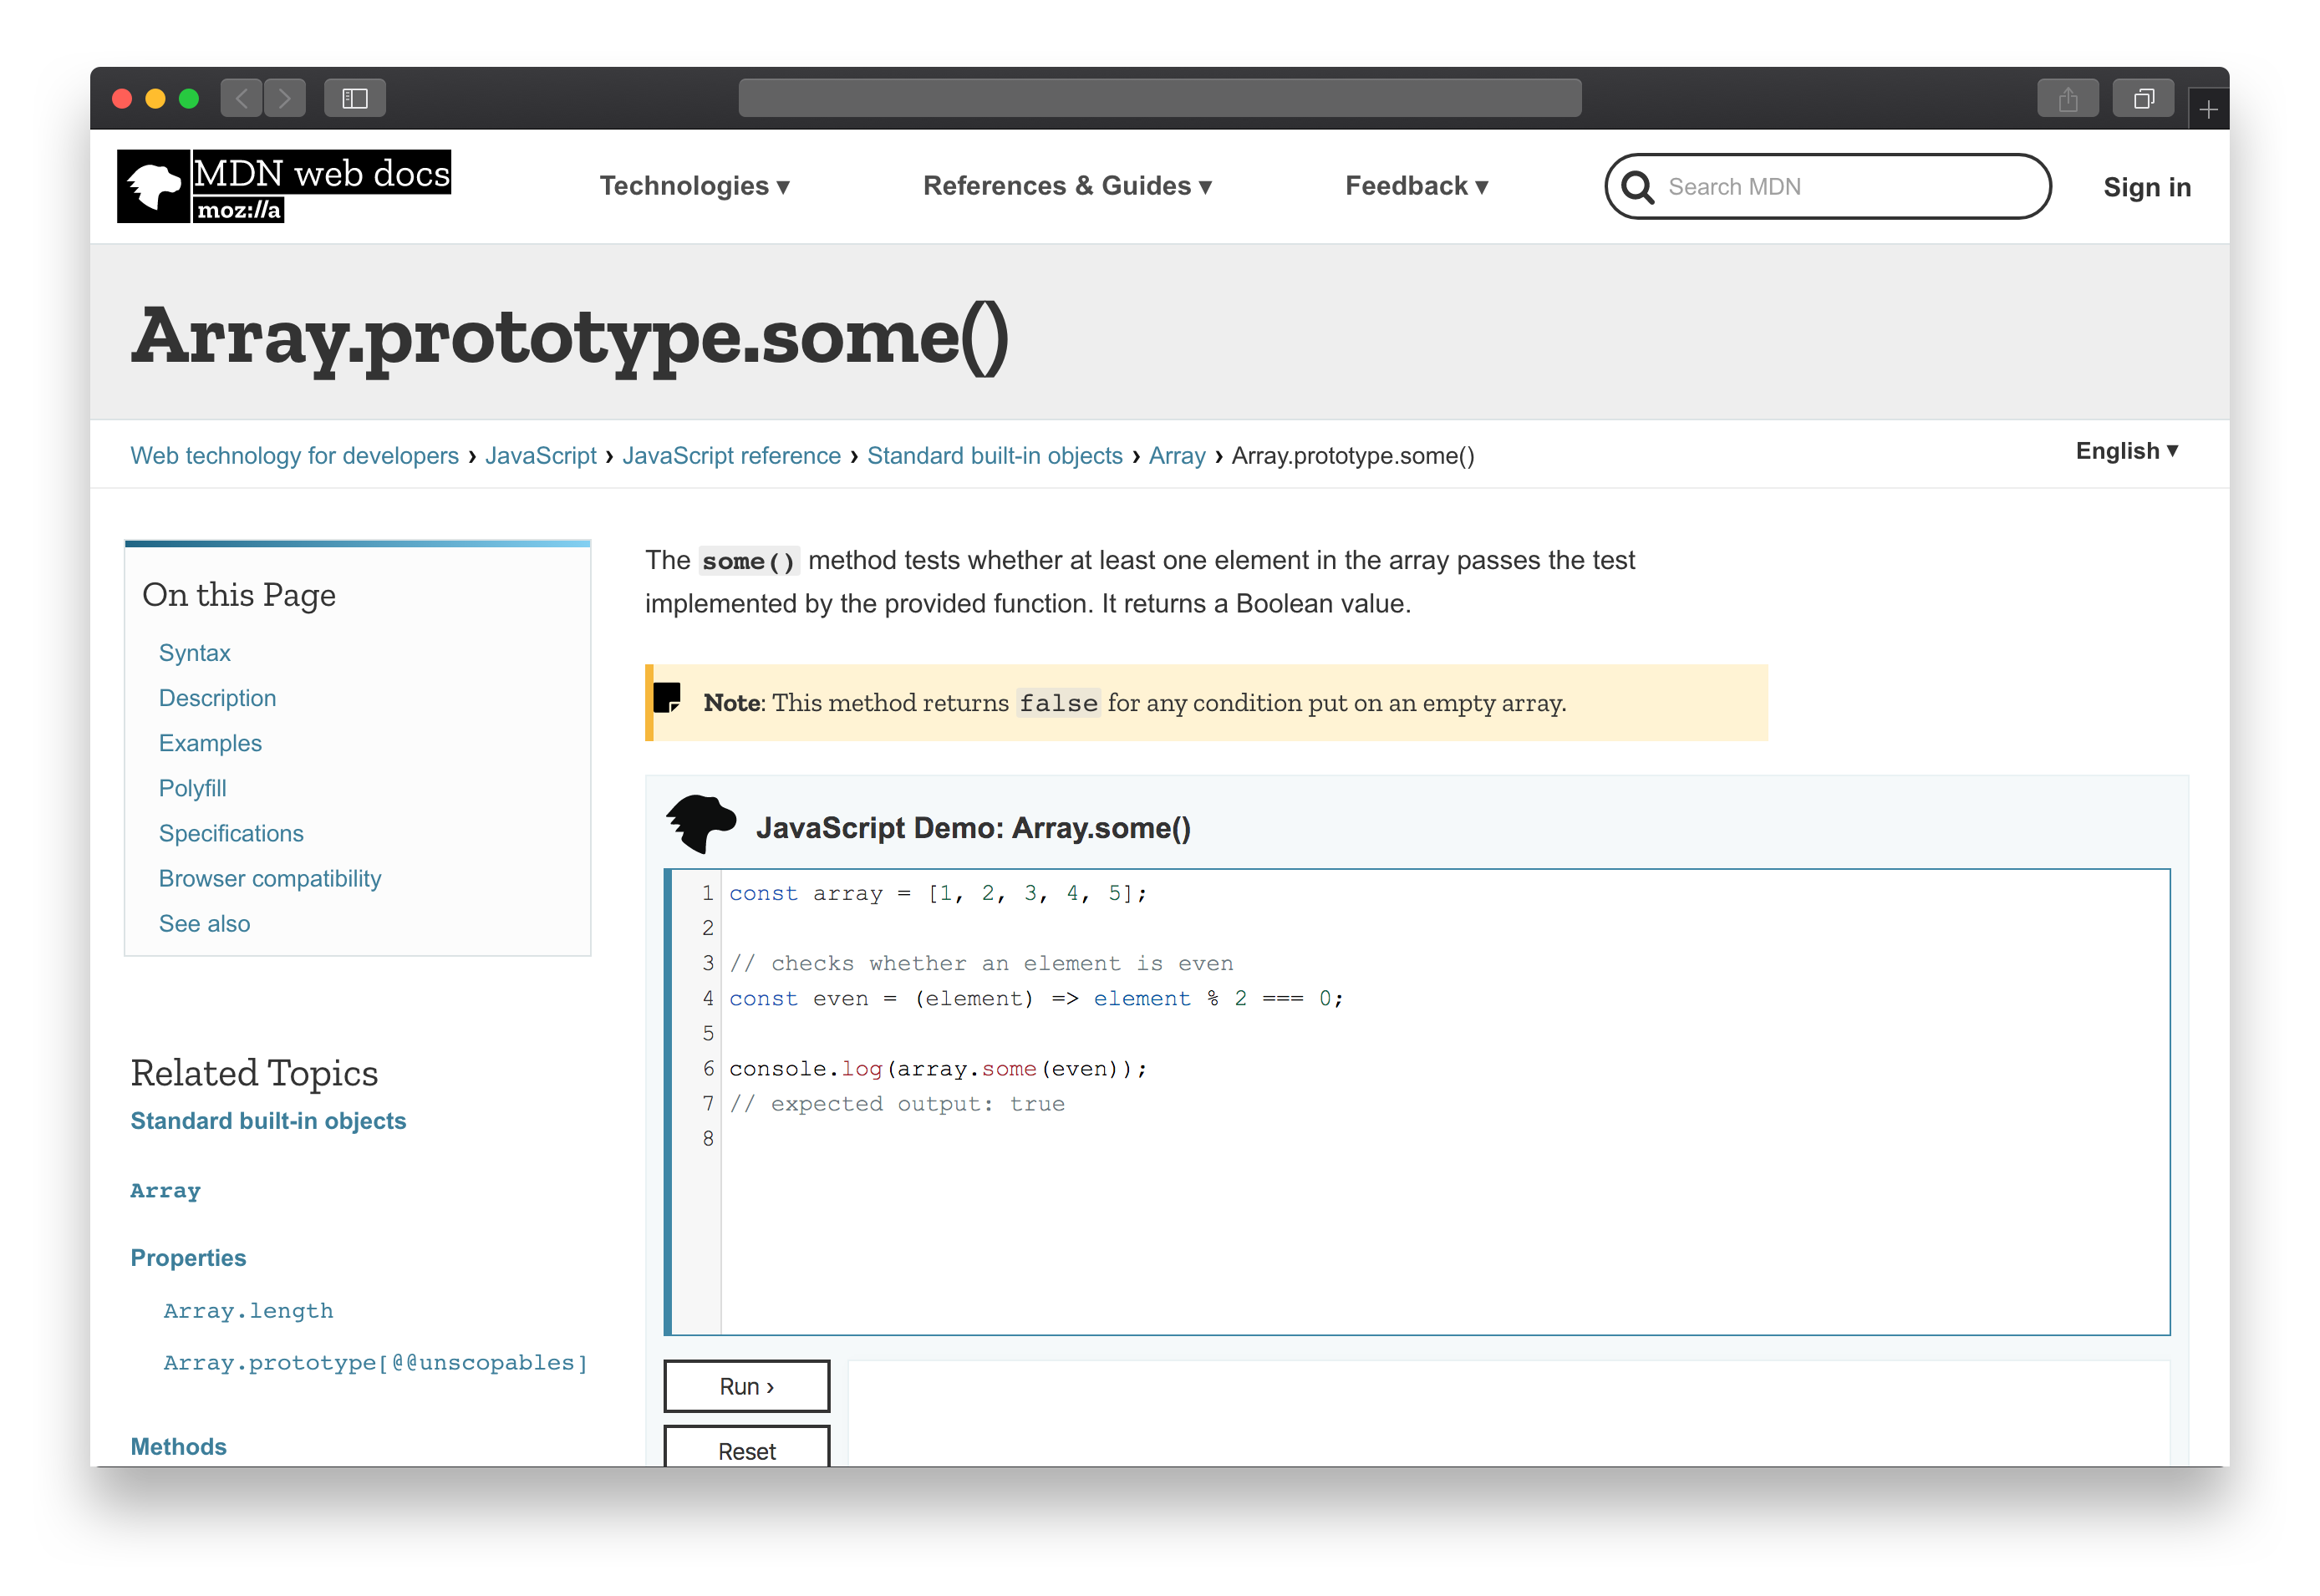 MDN web docs
moz://a
Technologies ▾
References & Guides ▾
Feedback ▾
Search MDN
Sign in
Array.prototype.some()
Web technology for developers › JavaScript › JavaScript reference › Standard built-in objects › Array › Array.prototype.some()
English ▾
On this Page
Syntax
Description
Examples
Polyfill
Specifications
Browser compatibility
See also
Related Topics
Standard built-in objects
Array
Properties
Array.length
Array.prototype[@@unscopables]
Methods
The some() method tests whether at least one element in the array passes the test
implemented by the provided function. It returns a Boolean value.
Note: This method returns false for any condition put on an empty array.
JavaScript Demo: Array.some()
1 const array = [1, 2, 3, 4, 5];
2
3 // checks whether an element is even
4 const even = (element) => element % 2 === 0;
5
6 console.log(array.some(even));
7 // expected output: true
8
Run ›
Reset